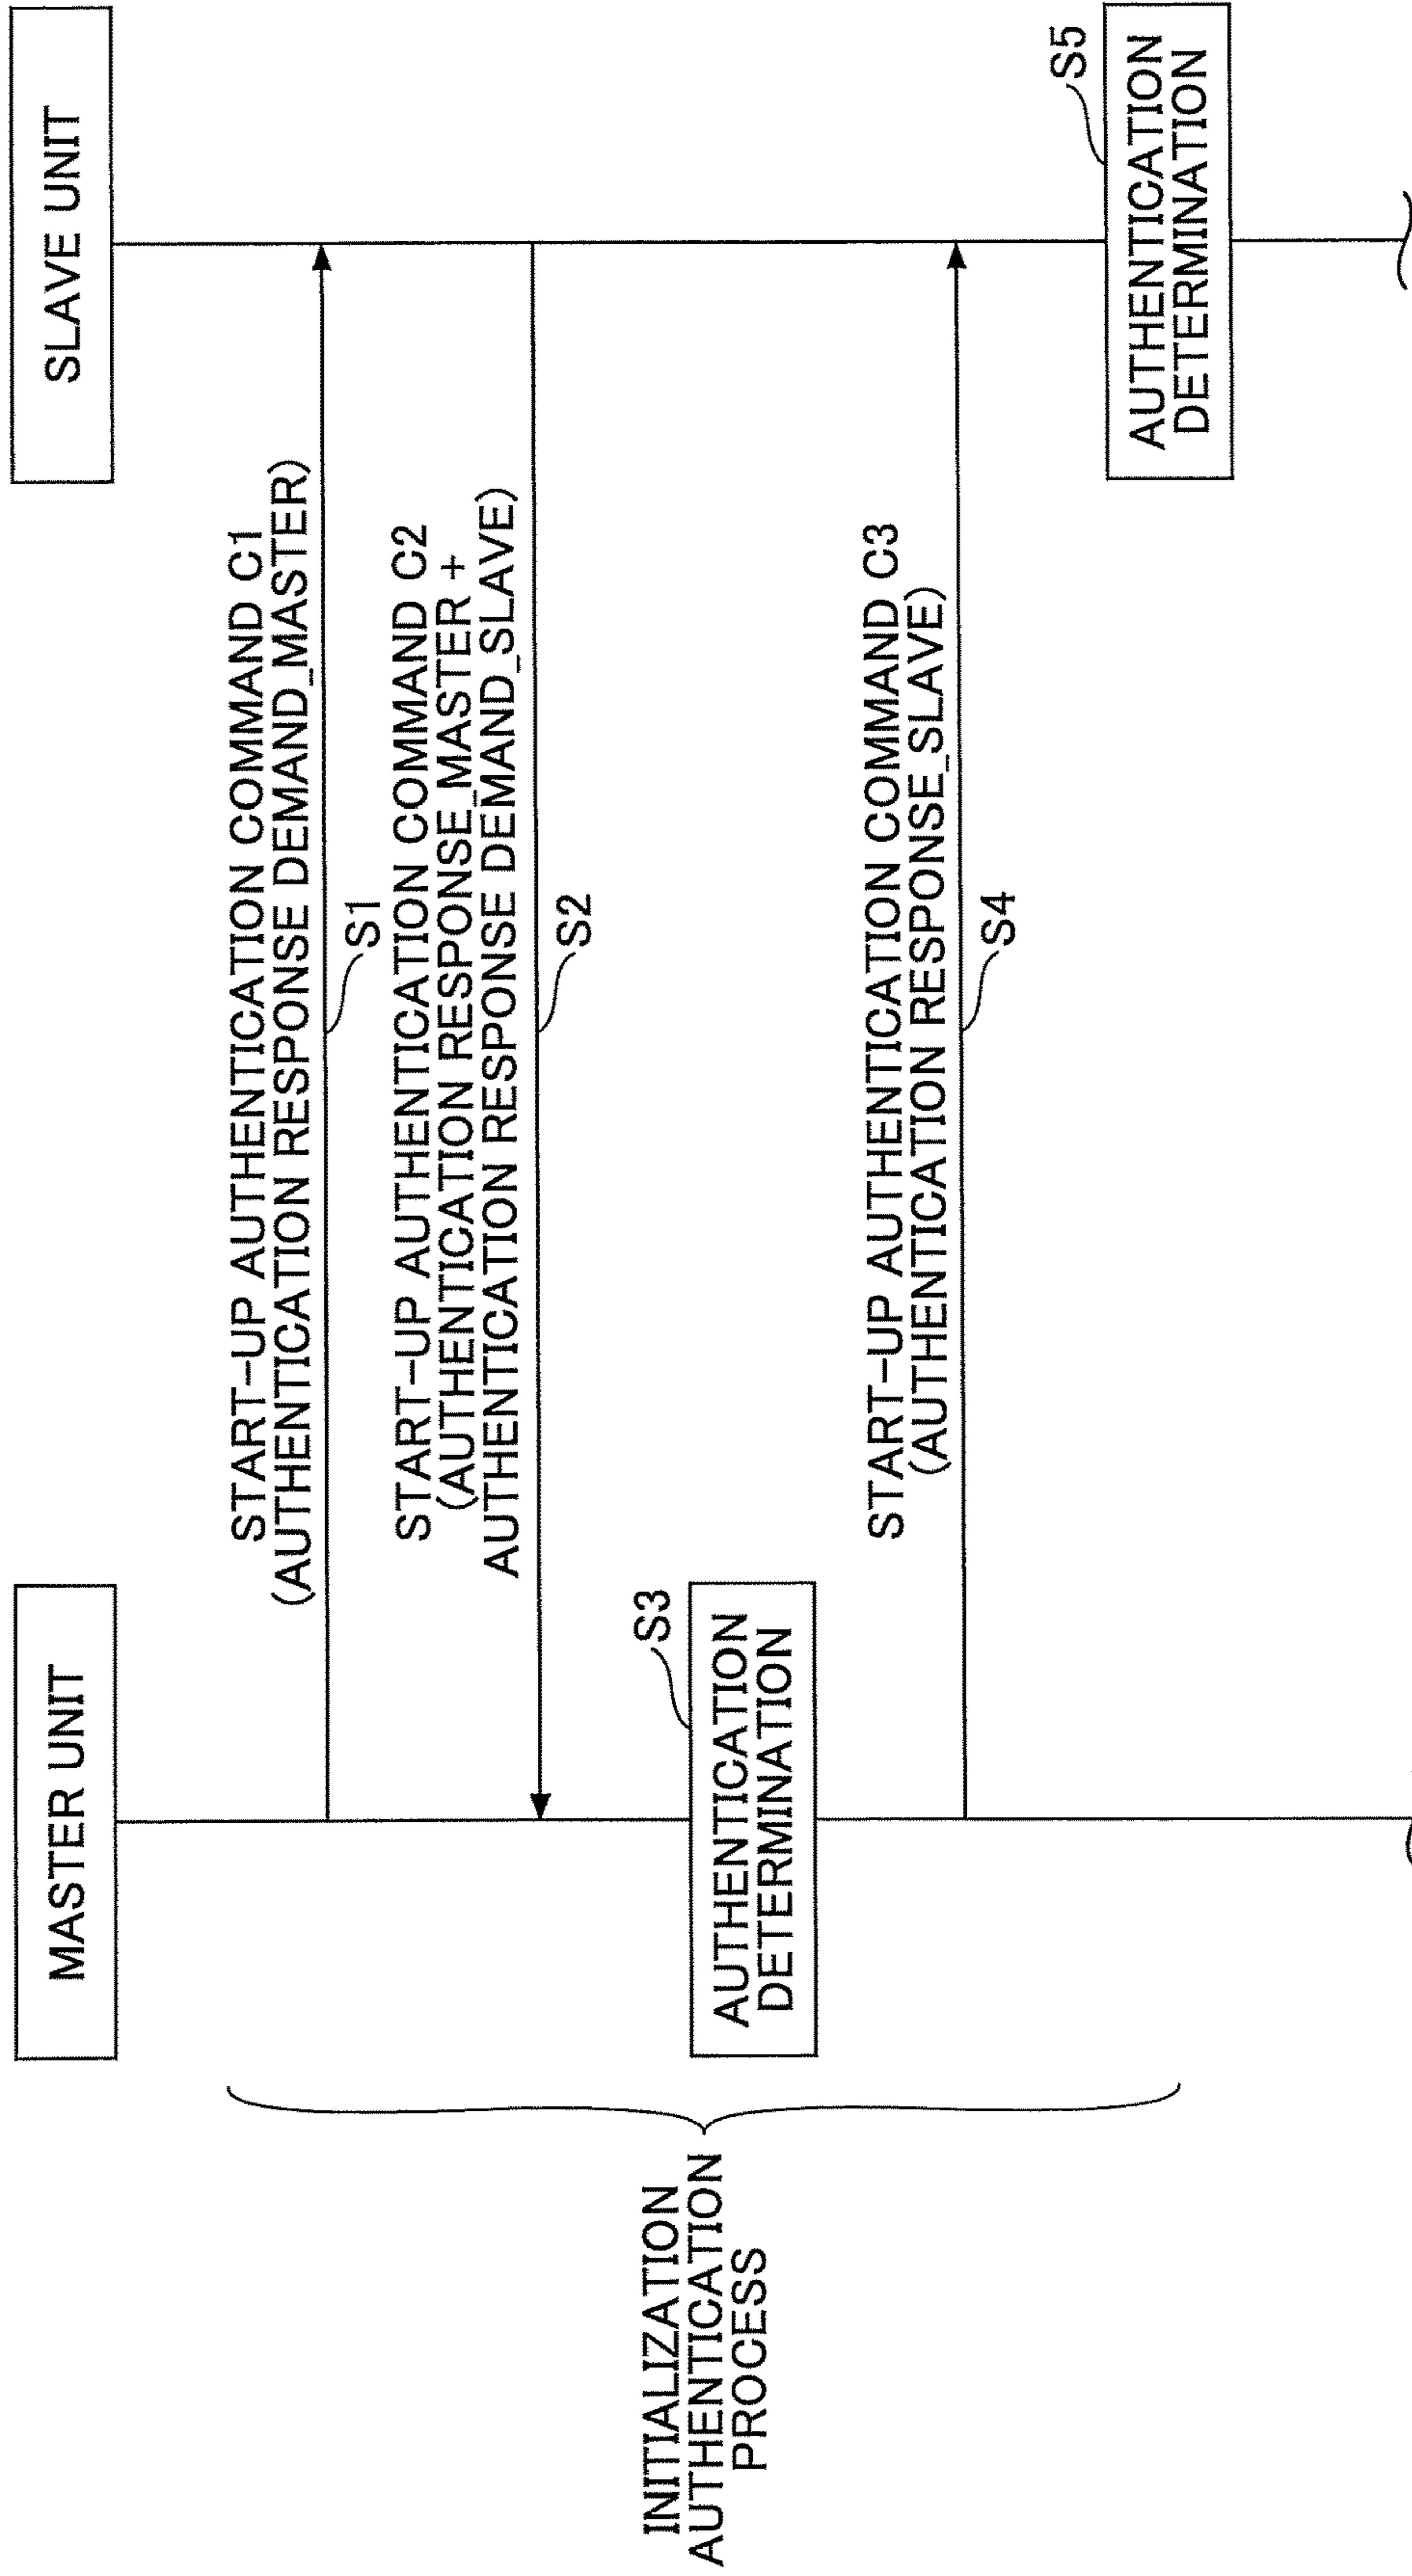 MASTER UNIT
SLAVE UNIT
START-UP AUTHENTICATION COMMAND C1
(AUTHENTICATION RESPONSE DEMAND_MASTER)
S1
START-UP AUTHENTICATION COMMAND C2
(AUTHENTICATION RESPONSE_MASTER +
AUTHENTICATION RESPONSE DEMAND_SLAVE)
S2
INITIALIZATION
AUTHENTICATION
PROCESS
S3
AUTHENTICATION
DETERMINATION
START-UP AUTHENTICATION COMMAND C3
(AUTHENTICATION RESPONSE_SLAVE)
S4
S5
AUTHENTICATION
DETERMINATION